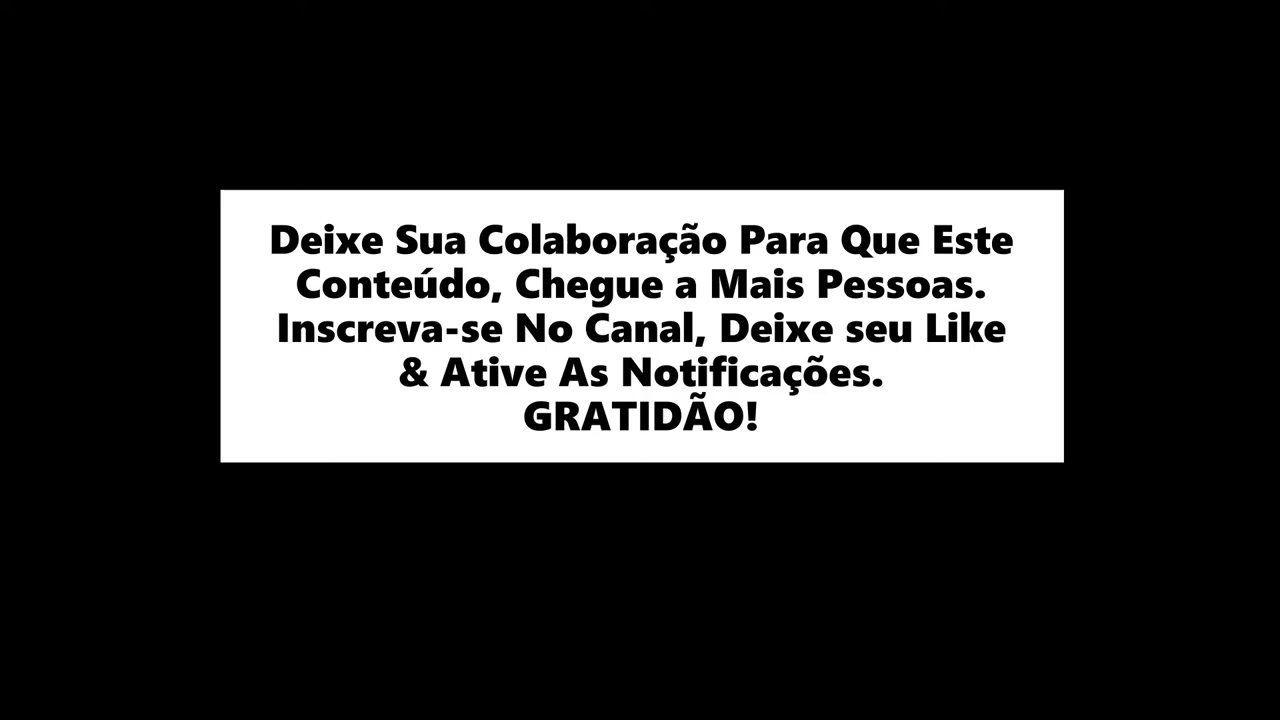 Deixe Sua Colaboração Para Que Este
Conteúdo, Chegue a Mais Pessoas.
Inscreva-se No Canal, Deixe seu Like
& Ative As Notificações.
GRATIDÃO!